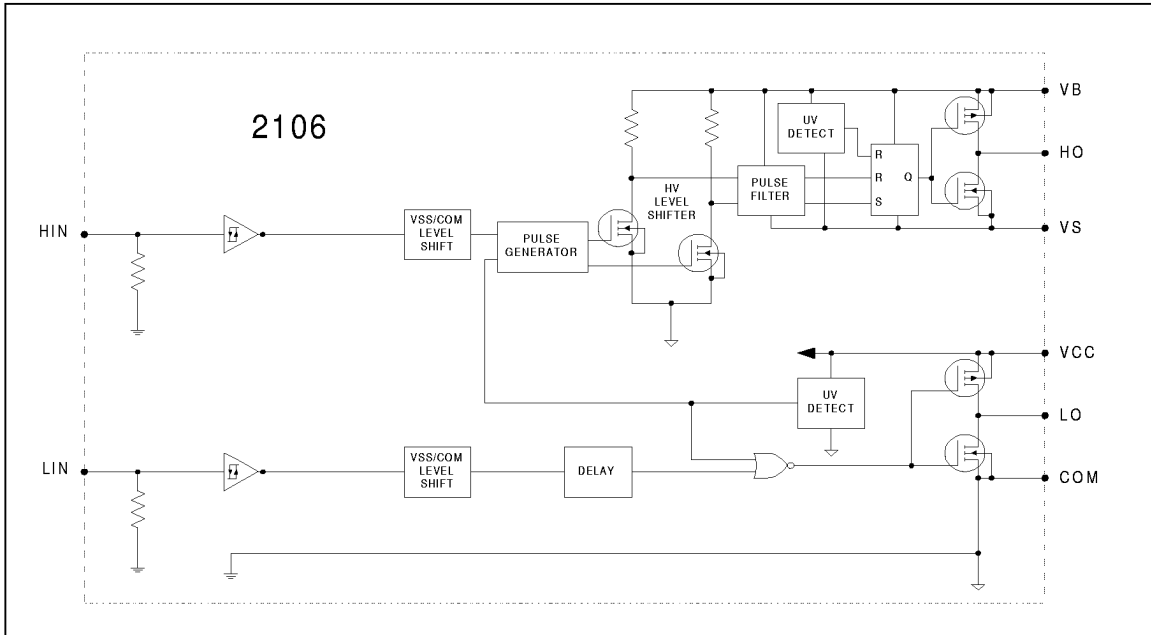 2106
VB
UV
DETECT
HO
R
R
Q
S
PULSE
FILTER
HV
LEVEL
SHIFTER
HIN
VSS/COM
LEVEL
SHIFT
PULSE
GENERATOR
VS
VCC
UV
DETECT
LO
LIN
VSS/COM
LEVEL
SHIFT
DELAY
COM